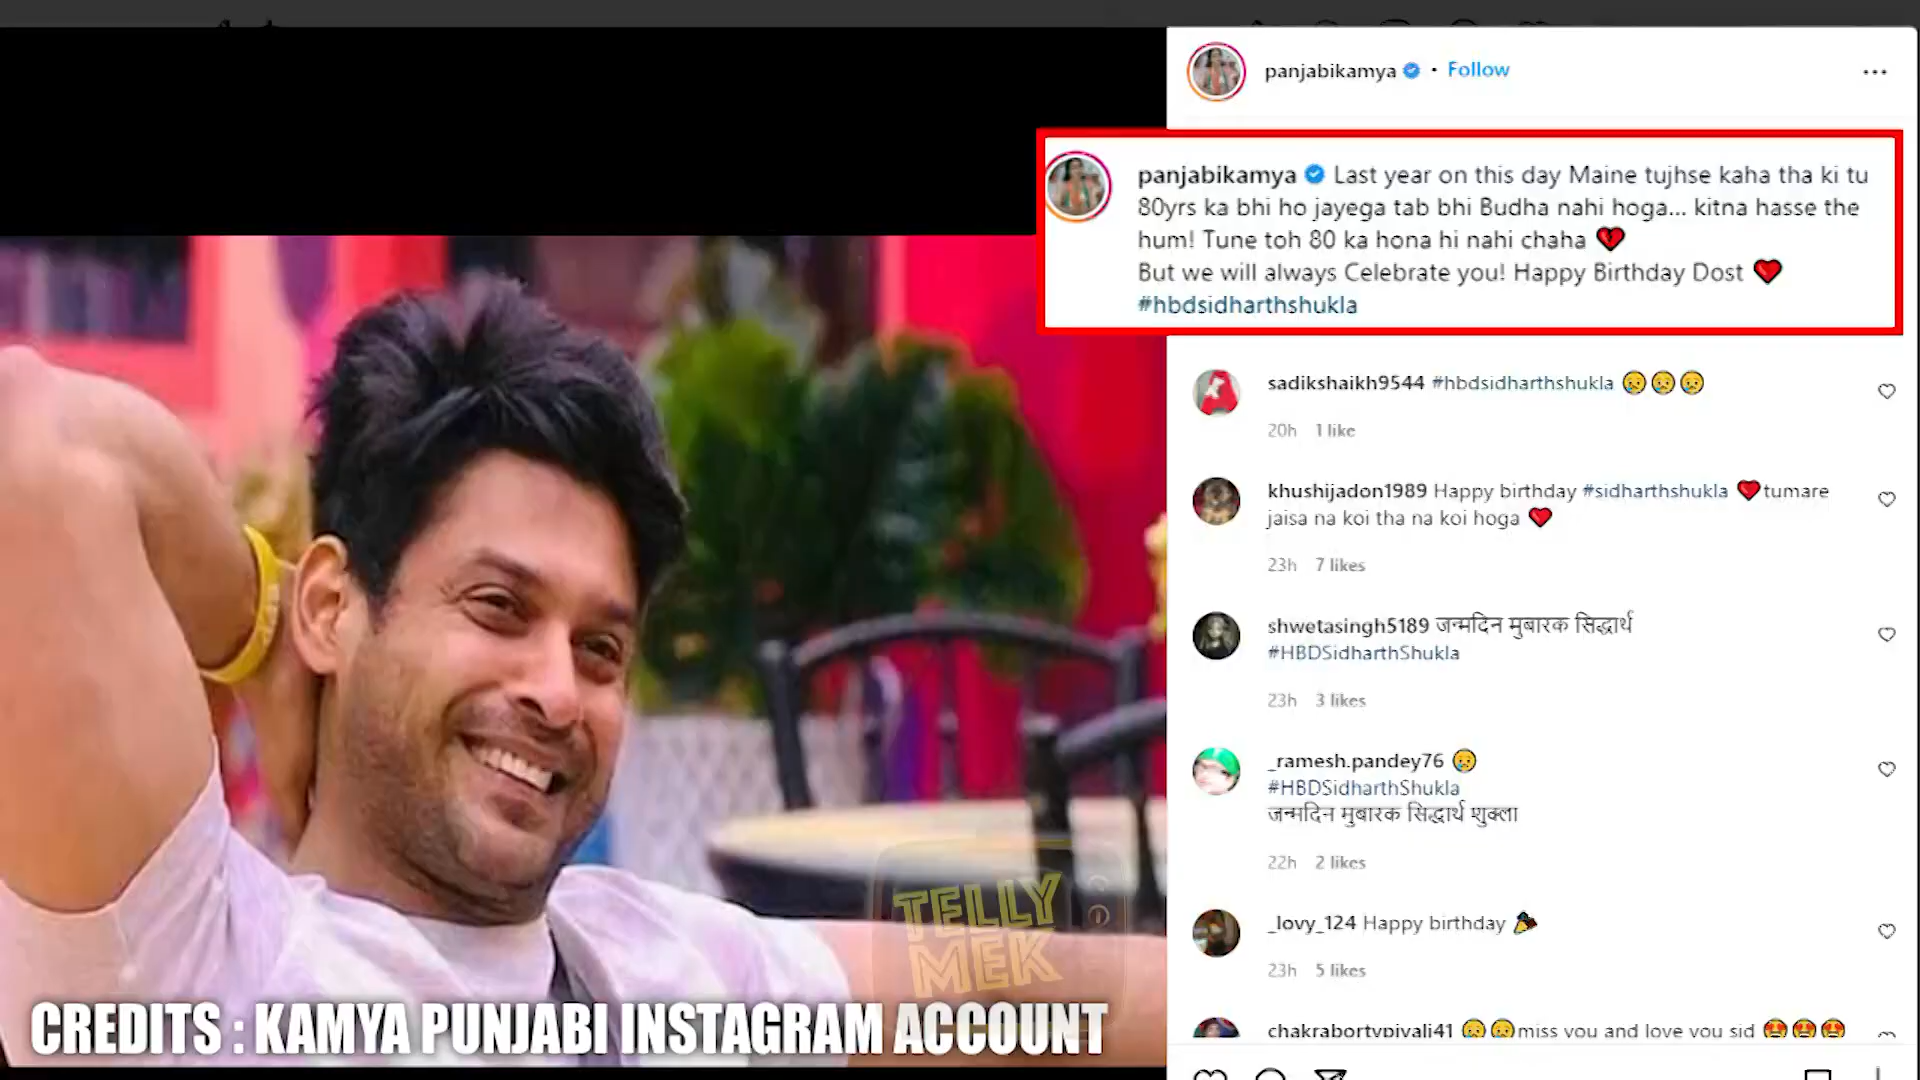 panjabikamya • Follow
panjabikamya Last year on this day Maine tujhse kaha tha ki tu
80yrs ka bhi ho jayega tab bhi Budha nahi hoga... kitna hasse the
hum! Tune toh 80 ka hona hi nahi chaha 💔
But we will always Celebrate you! Happy Birthday Dost ❤️
#hbdsidharthshukla
sadikshaikh9544 #hbdsidharthshukla 😢😢😢
20h 1 like
khushijadon1989 Happy birthday #sidharthshukla ❤️tumare
jaisa na koi tha na koi hoga ❤️
23h 7 likes
shwetasingh5189 जन्मदिन मुबारक सिद्धार्थ
#HBDSidharthShukla
23h 3 likes
_ramesh.pandey76 😢
#HBDSidharthShukla
जन्मदिन मुबारक सिद्धार्थ शुक्ला
22h 2 likes
_lovy_124 Happy birthday 🎉
23h 5 likes
chakrabortypivali41 😢😢miss you and love you sid 🤩🤩🤩
TELLY
MEK
CREDITS : KAMYA PUNJABI INSTAGRAM ACCOUNT